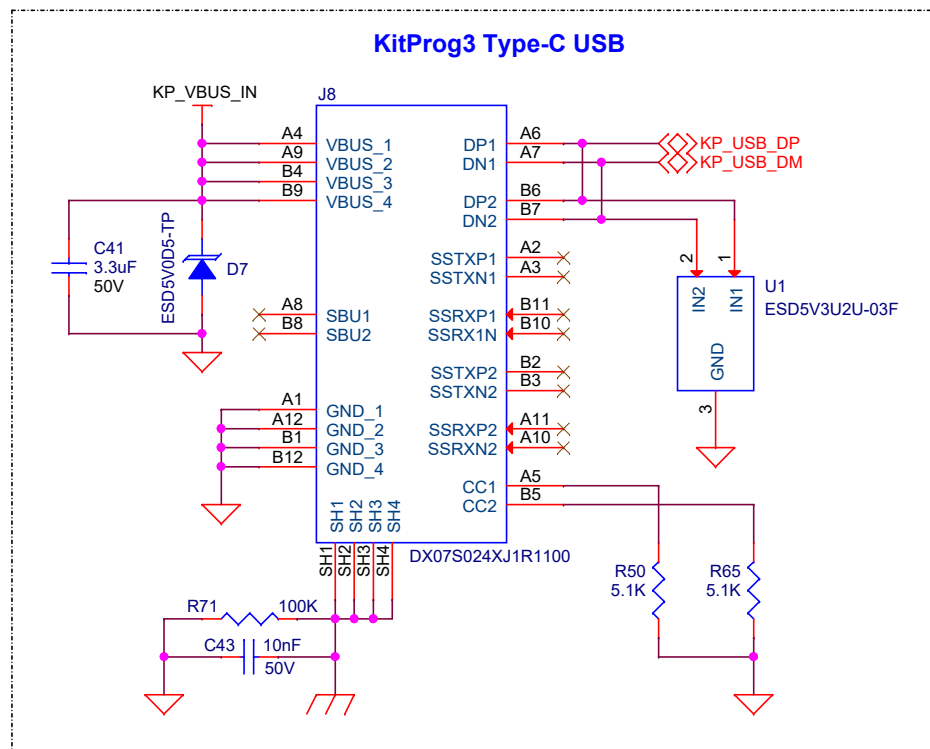 KitProg3 Type-C USB
KP_VBUS_IN
J8
A4 VBUS_1
A9 VBUS_2
B4 VBUS_3
B9 VBUS_4
A8 SBU1
B8 SBU2
A1 GND_1
A12 GND_2
B1 GND_3
B12 GND_4
DP1 A6 KP_USB_DP
DN1 A7 KP_USB_DM
DP2 B6
DN2 B7
SSTXP1 A2
SSTXN1 A3
SSRXP1 B11
SSRX1N B10
SSTXP2 B2
SSTXN2 B3
SSRXP2 A11
SSRXN2 A10
CC1 A5
CC2 B5
SH1 SH2 SH3 SH4
SH1 SH2 SH3 SH4
DX07S024XJ1R1100
C41
3.3uF
50V
ESD5V0D5-TP
D7
2 1
IN2 IN1
GND
3
U1
ESD5V3U2U-03F
R50
5.1K
R65
5.1K
R71 100K
C43 10nF
50V